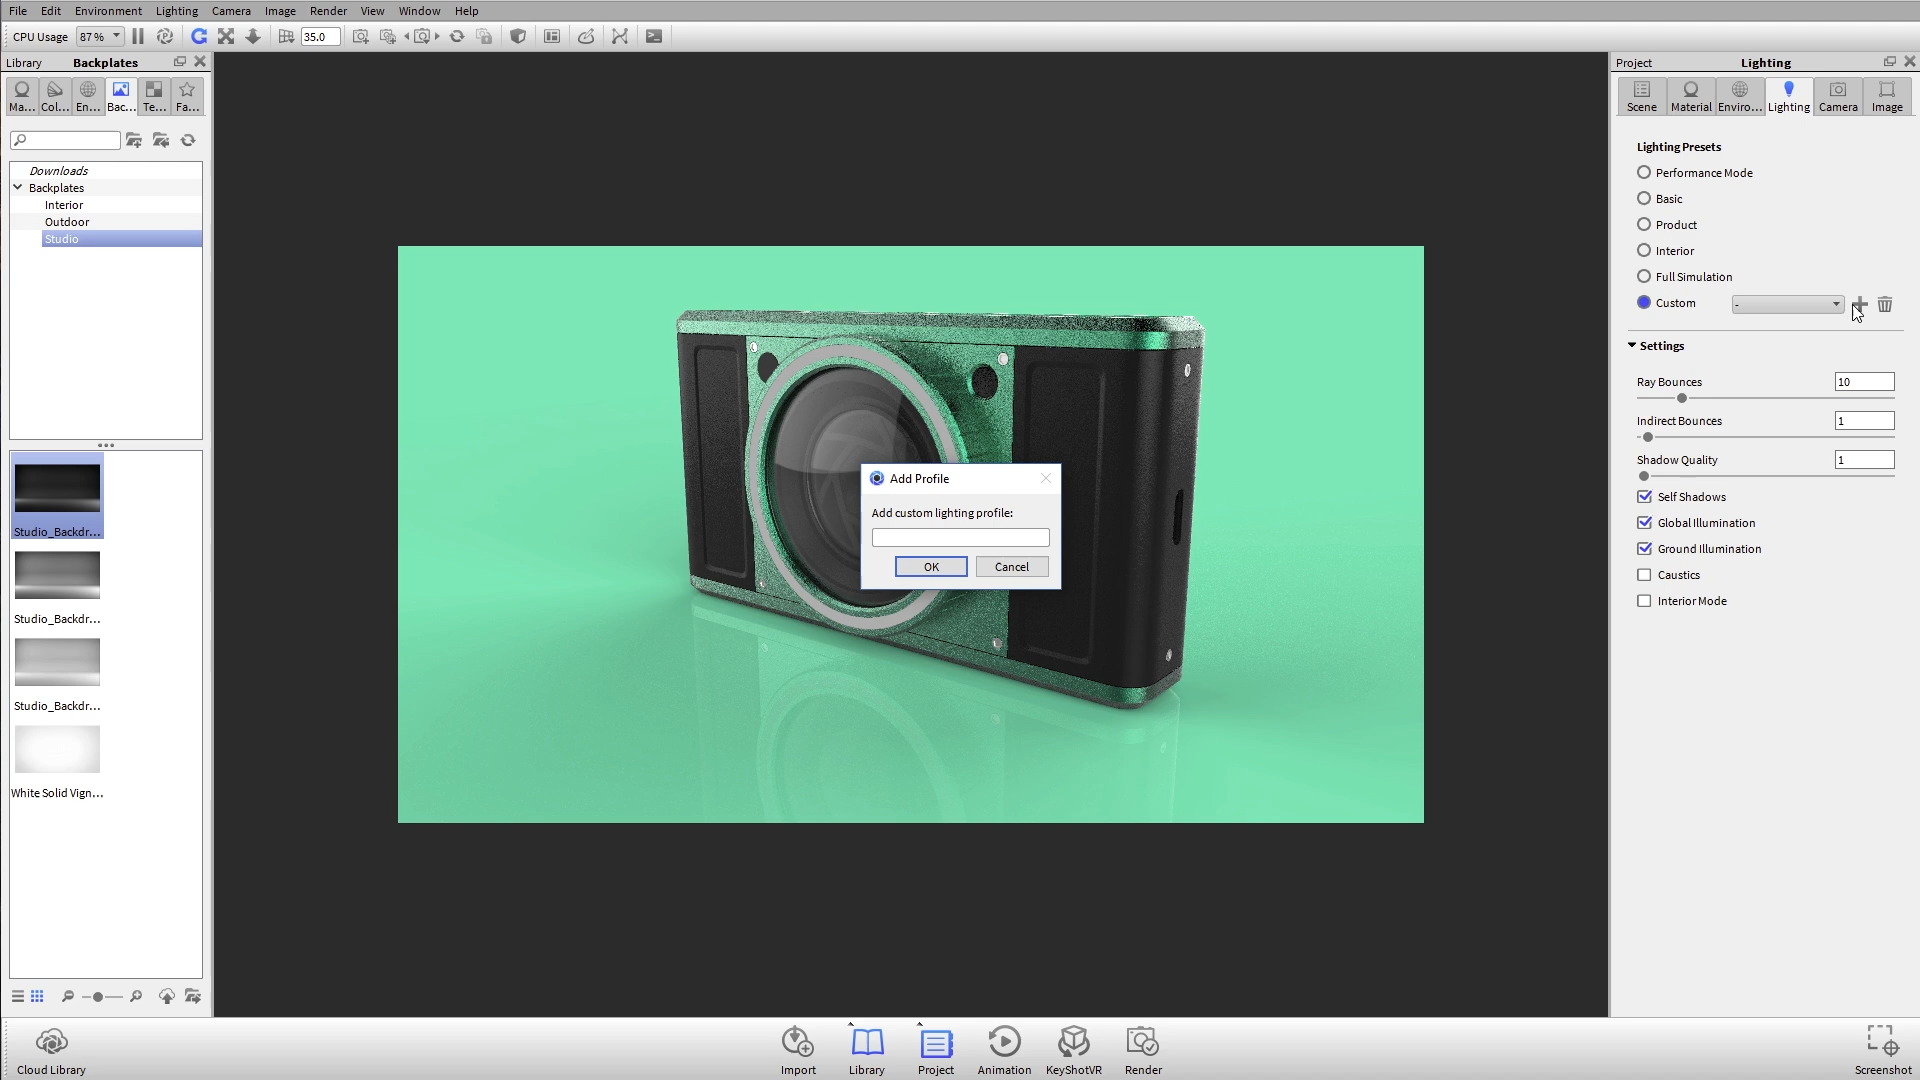 File Edit Environment Lighting Camera Image Render View Window Help
CPU Usage 87 % 35.0
Library Backplates
Ma... Col... En... Bac... Te... Fa...
Downloads
Backplates
Interior
Outdoor
Studio
Studio_Backdr...
Studio_Backdr...
Studio_Backdr...
White Solid Vign...
Add Profile
Add custom lighting profile:
OK Cancel
Project Lighting
Scene Material Enviro... Lighting Camera Image
Lighting Presets
Performance Mode
Basic
Product
Interior
Full Simulation
Custom -
Settings
Ray Bounces 10
Indirect Bounces 1
Shadow Quality 1
Self Shadows
Global Illumination
Ground Illumination
Caustics
Interior Mode
Cloud Library Import Library Project Animation KeyShotVR Render Screenshot